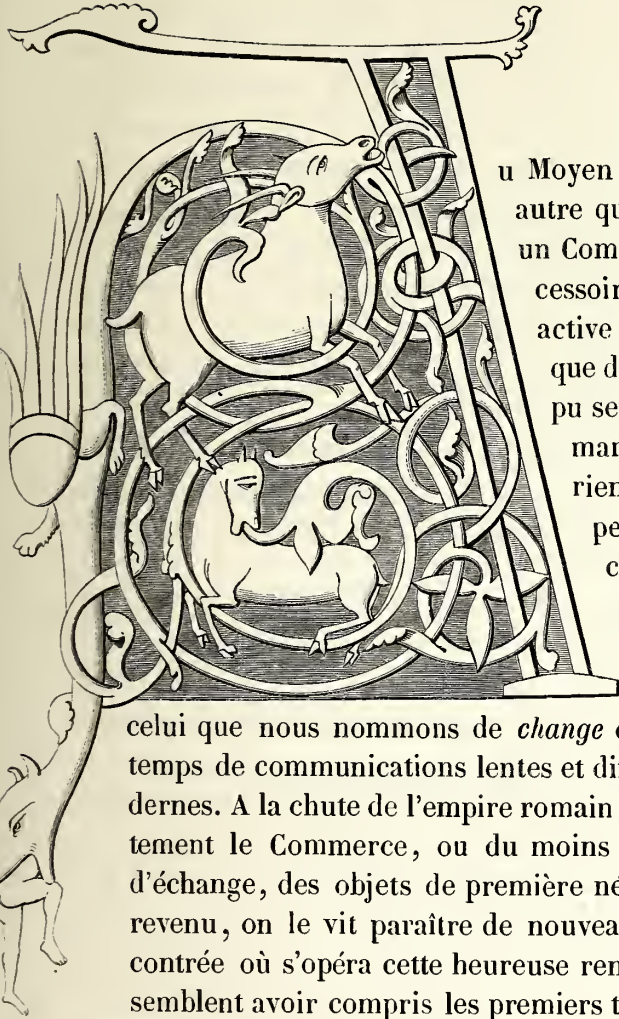 Au Moyen
autre qu
un Com
cessoir
active
que d
pu se
mar
rien
pe
c
celui que nous nommons de change
temps de communications lentes et di
dernes. A la chute de l'empire romain
tement le Commerce, ou du moins
d'échange, des objets de première né
revenu, on le vit paraître de nouvea
contrée où s'opéra cette heureuse ren
semblent avoir compris les premiers t